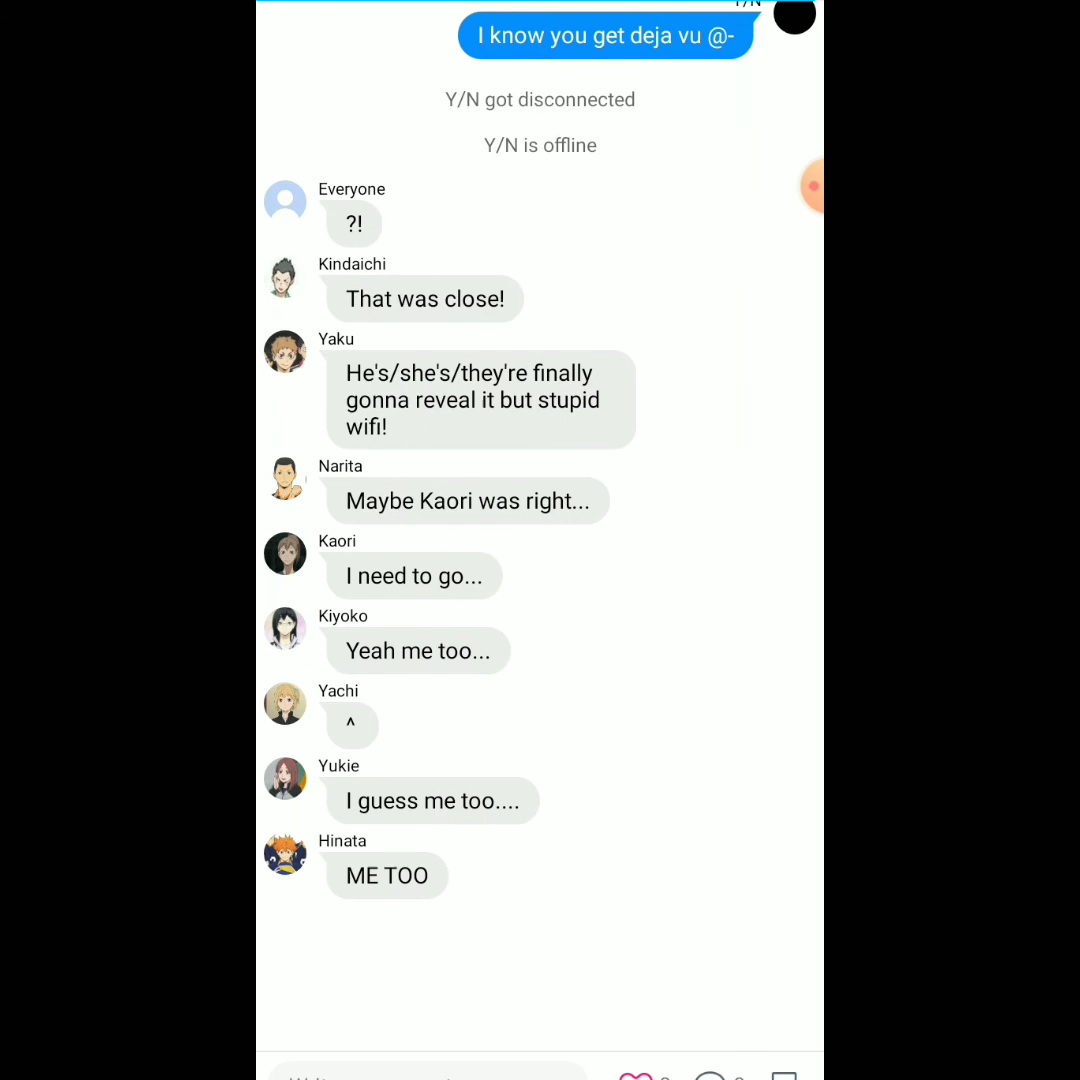 Y/N
I know you get deja vu @-
Y/N got disconnected
Y/N is offline
Everyone
?!
Kindaichi
That was close!
Yaku
He's/she's/they're finally
gonna reveal it but stupid
wifi!
Narita
Maybe Kaori was right...
Kaori
I need to go...
Kiyoko
Yeah me too...
Yachi
^
Yukie
I guess me too....
Hinata
ME TOO